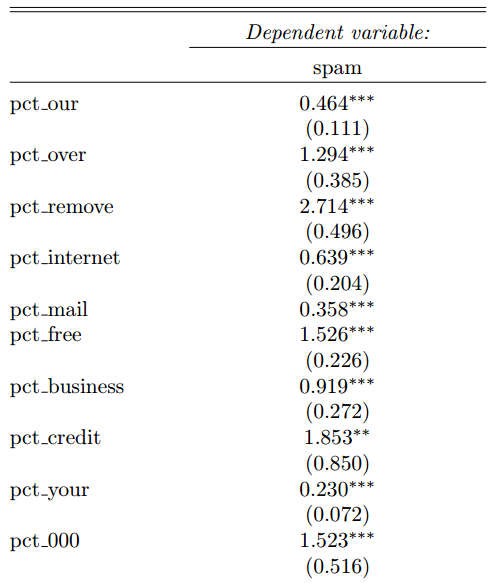 Dependent variable:
spam
pct_our 0.464***
(0.111)
pct_over 1.294***
(0.385)
pct_remove 2.714***
(0.496)
pct_internet 0.639***
(0.204)
pct_mail 0.358***
pct_free 1.526***
(0.226)
pct_business 0.919***
(0.272)
pct_credit 1.853**
(0.850)
pct_your 0.230***
(0.072)
pct_000 1.523***
(0.516)